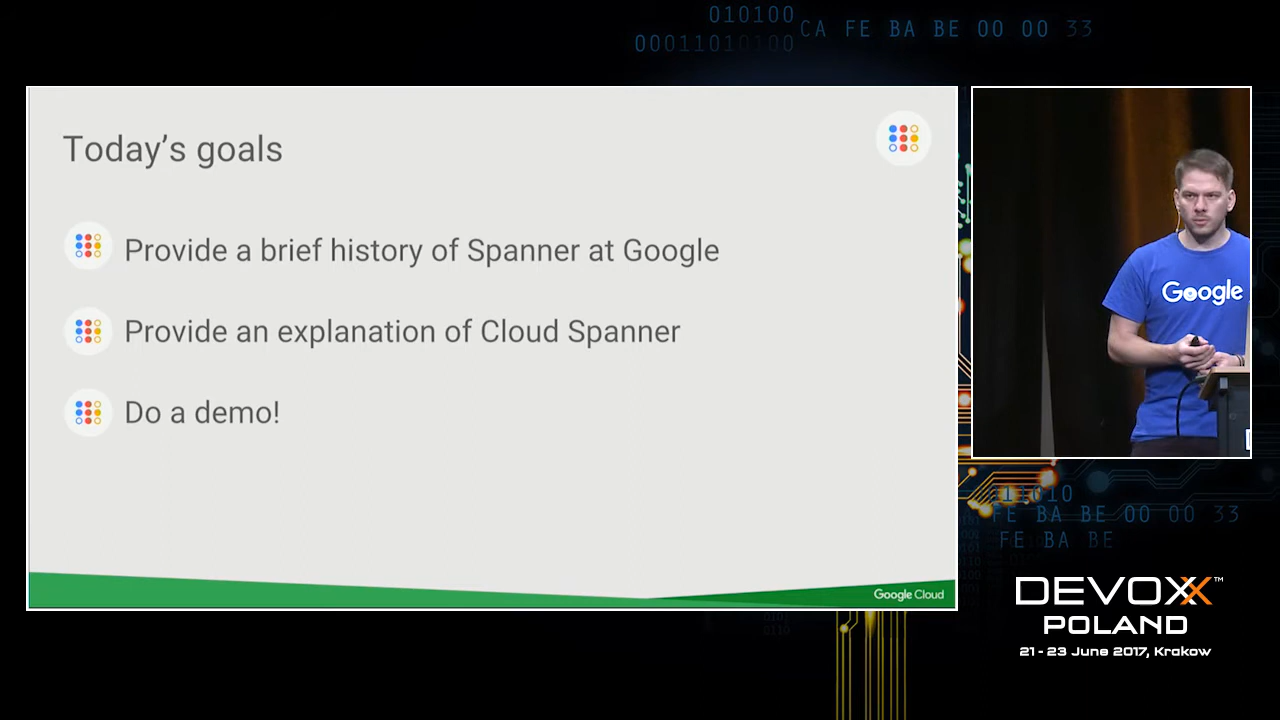 010100
00011010100
CA FE BA BE 00 00 33
Today's goals
Provide a brief history of Spanner at Google
Provide an explanation of Cloud Spanner
Do a demo!
Google Cloud
Google
011010
FE BA BE 00 00 33
FE BA BE
DEVOXX™
POLAND
21 - 23 June 2017, Krakow